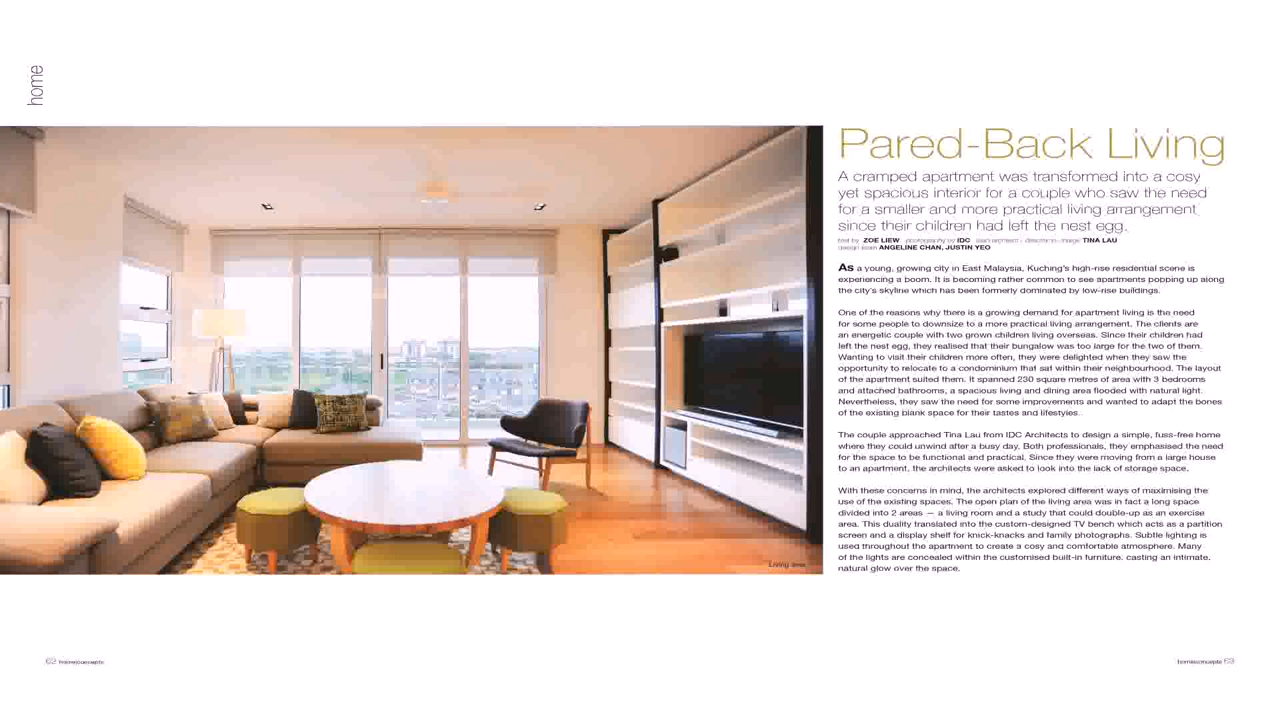 home
Pared-Back Living
A cramped apartment was transformed into a cosy
yet spacious interior for a couple who saw the need
for a smaller and more practical living arrangement
since their children had left the nest egg.
text by ZOE LIEW photography by IDC TINA LAU
design team ANGELINE CHAN, JUSTIN YEO
As a young, growing city in East Malaysia, Kuching's high-rise residential scene is
experiencing a boom. It is becoming rather common to see apartments popping up along
the city's skyline which has been formerly dominated by low-rise buildings.
One of the reasons why there is a growing demand for apartment living is the need
for some people to downsize to a more practical living arrangement. The clients are
an energetic couple with two grown children living overseas. Since their children had
left the nest egg, they realised that their bungalow was too large for the two of them.
Wanting to visit their children more often, they were delighted when they saw the
opportunity to relocate to a condominium that sat within their neighbourhood. The layout
of the apartment suited them. It spanned 230 square metres of area with 3 bedrooms
and attached bathrooms, a spacious living and dining area flooded with natural light.
Nevertheless, they saw the need for some improvements and wanted to adapt the bones
of the existing blank space for their tastes and lifestyles.
The couple approached Tina Lau from IDC Architects to design a simple, fuss-free home
where they could unwind after a busy day. Both professionals, they emphasised the need
for the space to be functional and practical. Since they were moving from a large house
to an apartment, the architects were asked to look into the lack of storage space.
With these concerns in mind, the architects explored different ways of maximising the
use of the existing spaces. The open plan of the living area was in fact a long space
divided into 2 areas — a living room and a study that could double-up as an exercise
area. This duality translated into the custom-designed TV bench which acts as a partition
screen and a display shelf for knick-knacks and family photographs. Subtle lighting is
used throughout the apartment to create a cosy and comfortable atmosphere. Many
of the lights are concealed within the customised built-in furniture, casting an intimate,
natural glow over the space.
Living area
62 homeconcepts
homeconcepts 63